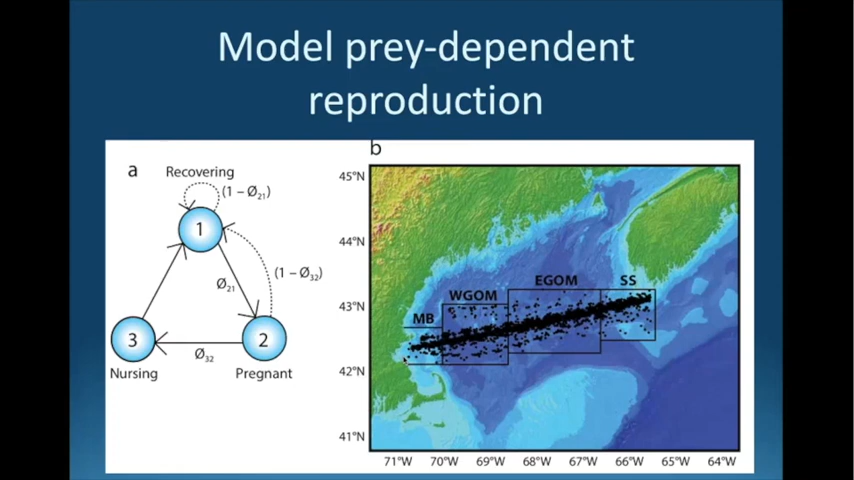 Model prey-dependent
reproduction
a
Recovering
(1 – Ø21)
1
Ø21
(1 – Ø32)
3
2
Ø32
Nursing
Pregnant
b
45°N
44°N
43°N
42°N
41°N
MB
WGOM
EGOM
SS
71°W 70°W 69°W 68°W 67°W 66°W 65°W 64°W